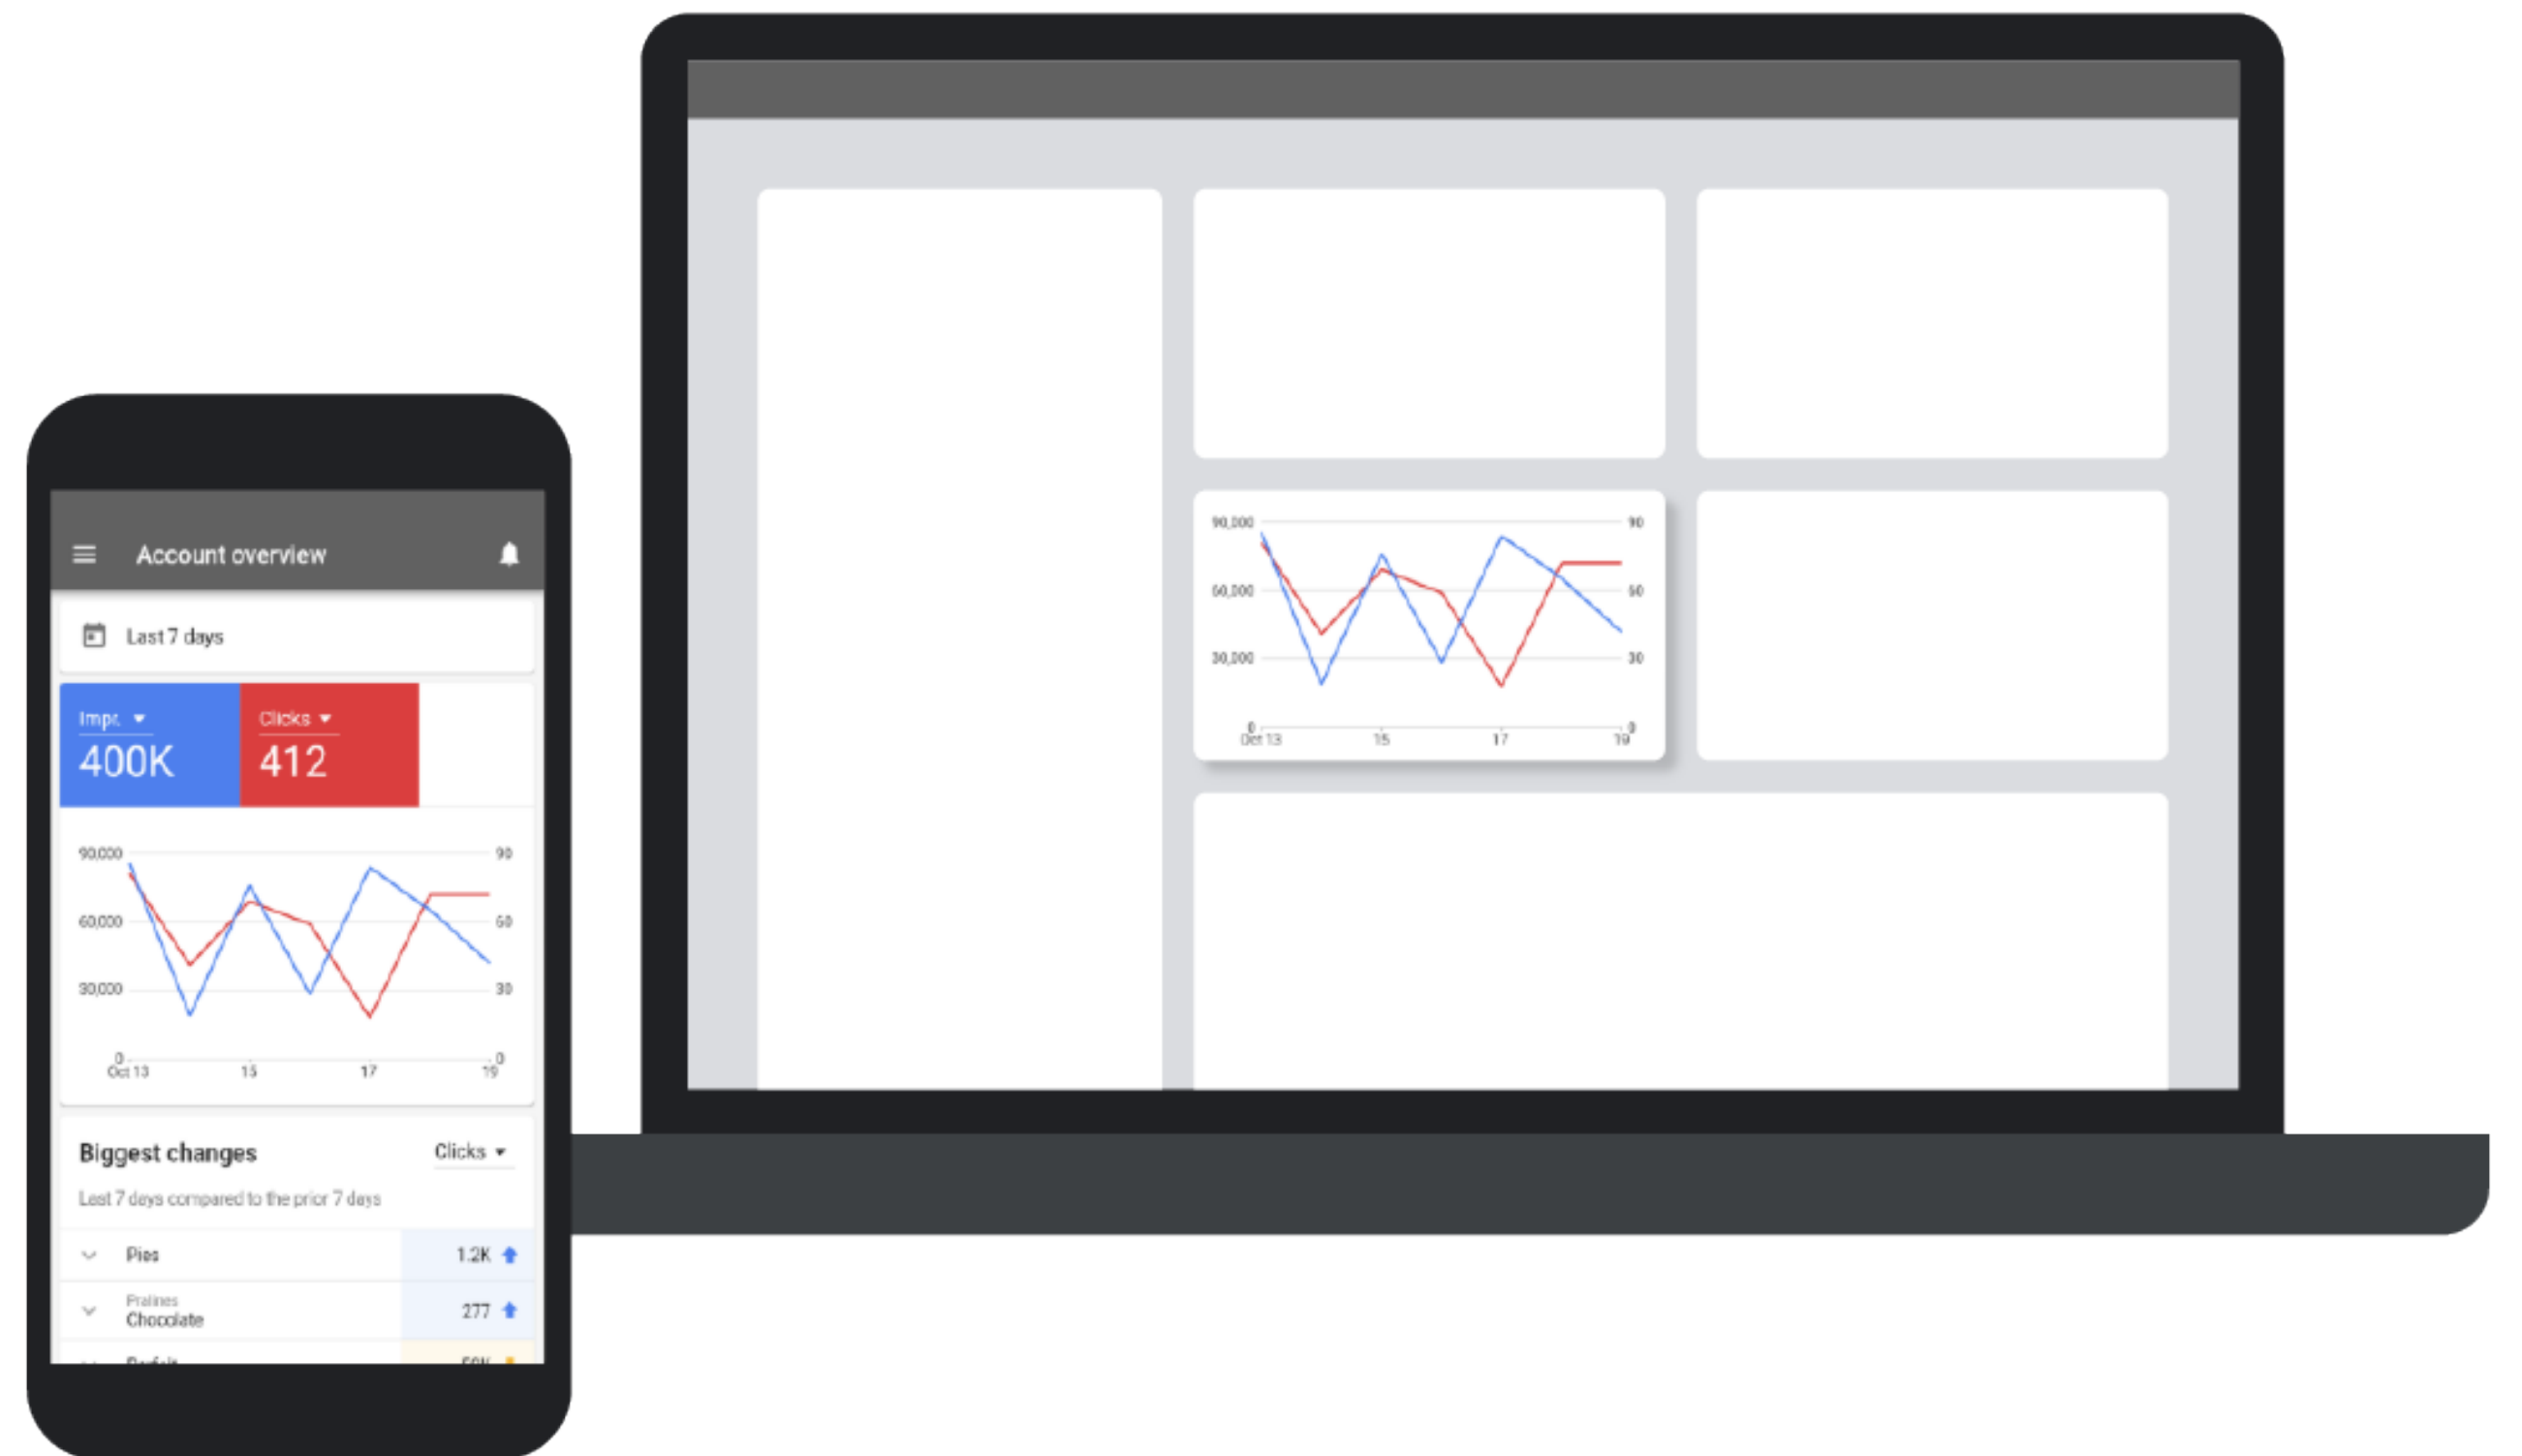 Account overview
Last 7 days
Impr. Clicks
400K 412
90,000 90
60,000 60
30,000 30
0 0
Oct 13 15 17 19
Biggest changes Clicks
Last 7 days compared to the prior 7 days
Pies 1.2K
Pralines
Chocolate 277
90,000 90
60,000 60
30,000 30
0 0
Oct 13 15 17 19